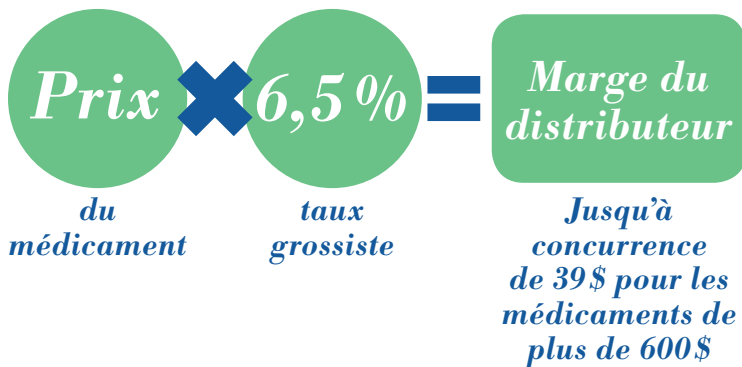 Prix
6,5 %
Marge du
distributeur
du
médicament
taux
grossiste
Jusqu'à
concurrence
de 39 $ pour les
médicaments de
plus de 600 $